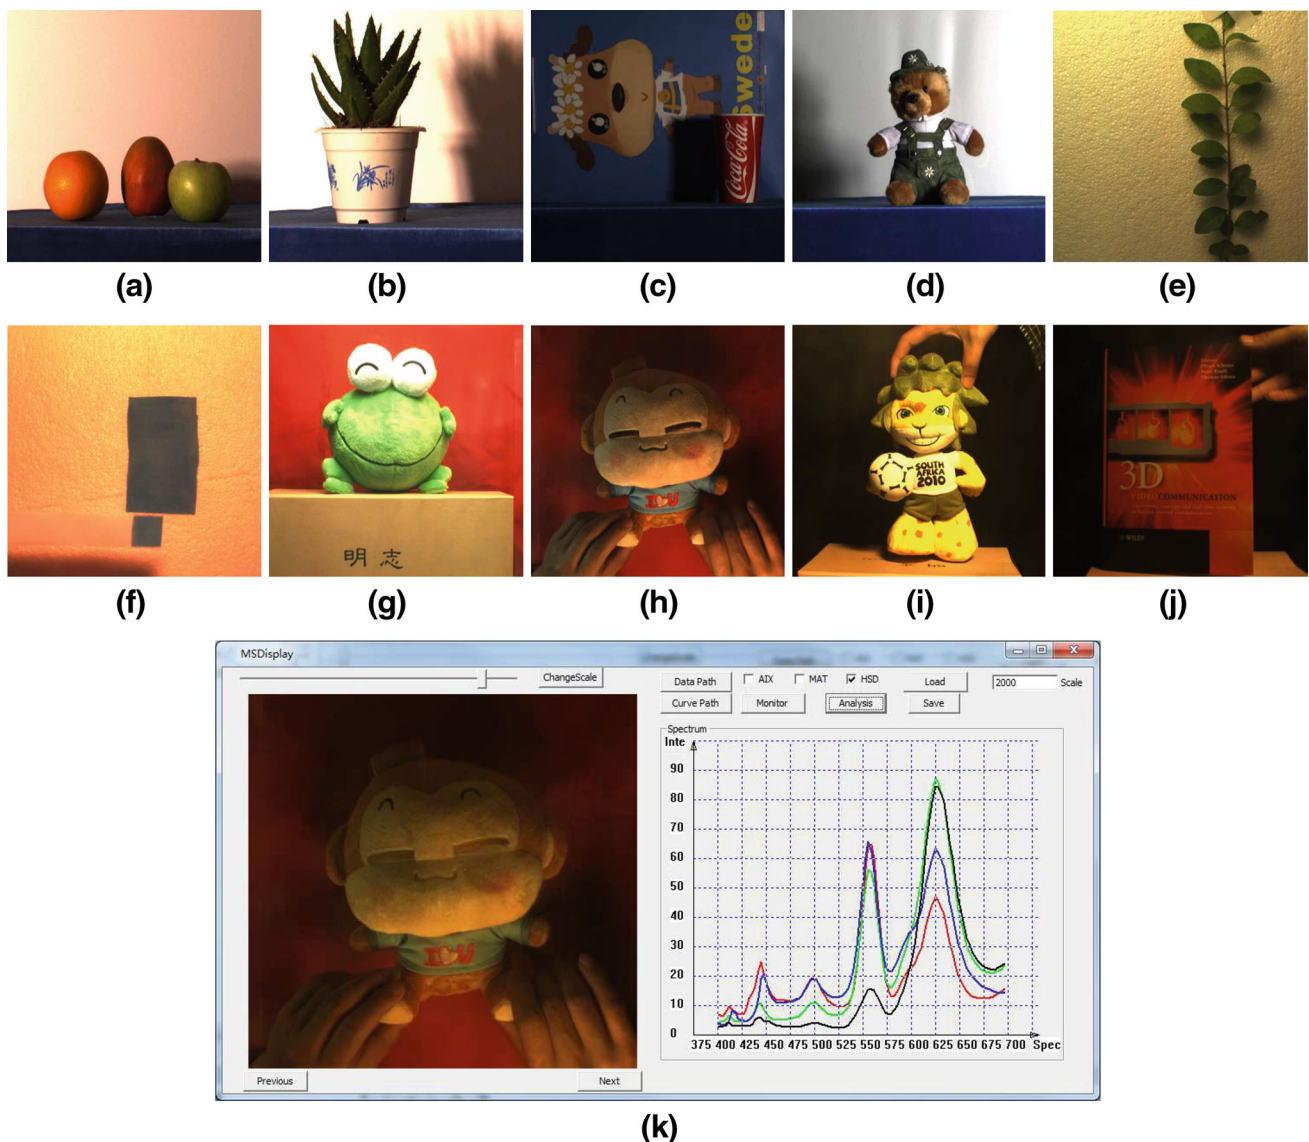 Swede
Coca-Cola
(a)
(b)
(c)
(d)
(e)
明志
I U
SOUTH
AFRICA
2010
3D
VIDEO COMMUNICATION
WILEY
(f)
(g)
(h)
(i)
(j)
MSDisplay
ChangeScale
Data Path
AIX
MAT
HSD
Load
2000
Scale
Curve Path
Monitor
Analysis
Save
Spectrum
Inte
90
80
70
60
50
40
30
20
10
0
375 400 425 450 475 500 525 550 575 600 625 650 675 700 Spec
I U
Previous
Next
(k)